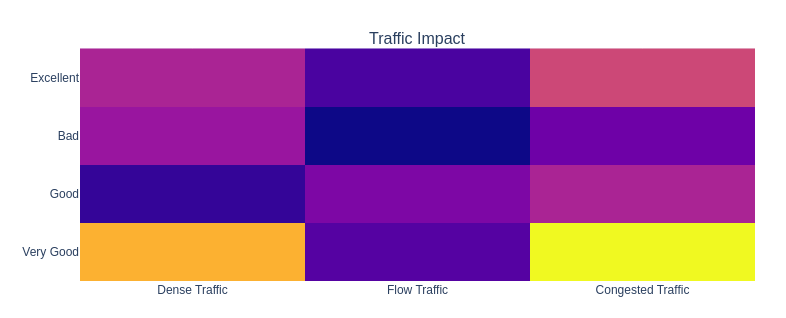 Traffic Impact
Excellent
Bad
Good
Very Good
Dense Traffic
Flow Traffic
Congested Traffic